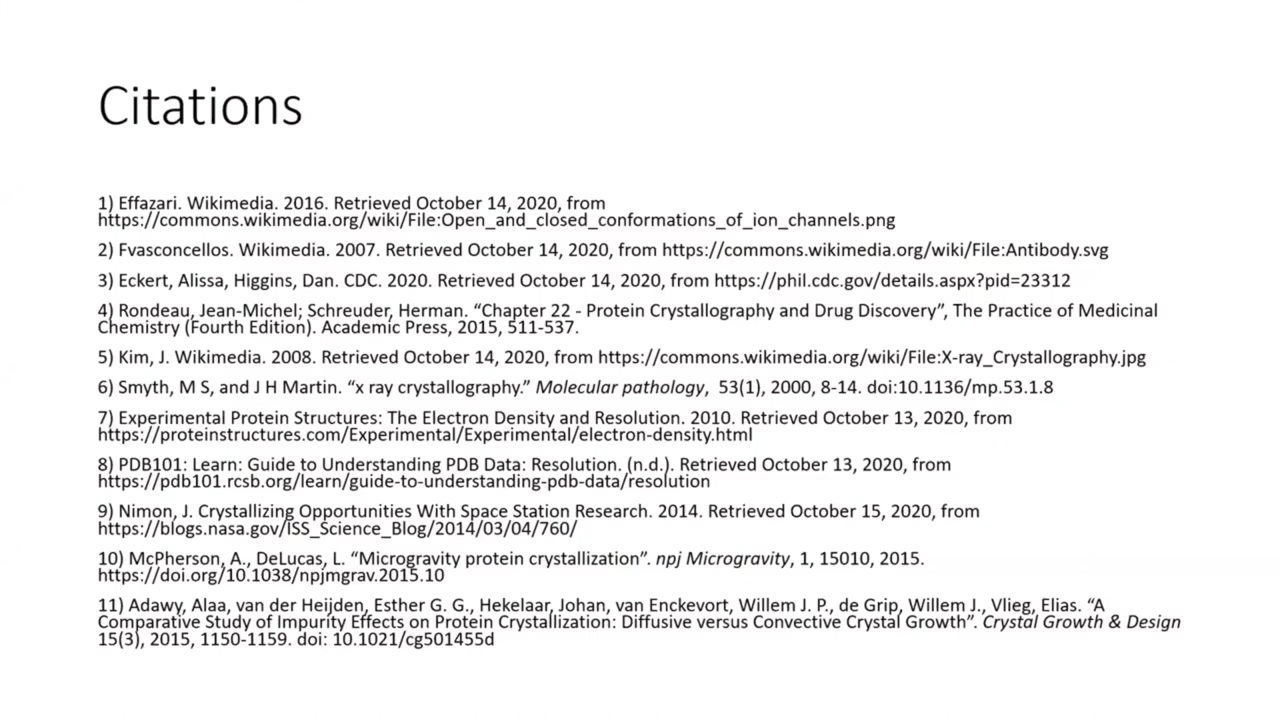 Citations
1) Effazari. Wikimedia. 2016. Retrieved October 14, 2020, from
https://commons.wikimedia.org/wiki/File:Open_and_closed_conformations_of_ion_channels.png
2) Fvasconcellos. Wikimedia. 2007. Retrieved October 14, 2020, from https://commons.wikimedia.org/wiki/File:Antibody.svg
3) Eckert, Alissa, Higgins, Dan. CDC. 2020. Retrieved October 14, 2020, from https://phil.cdc.gov/details.aspx?pid=23312
4) Rondeau, Jean-Michel; Schreuder, Herman. “Chapter 22 - Protein Crystallography and Drug Discovery”, The Practice of Medicinal
Chemistry (Fourth Edition). Academic Press, 2015, 511-537.
5) Kim, J. Wikimedia. 2008. Retrieved October 14, 2020, from https://commons.wikimedia.org/wiki/File:X-ray_Crystallography.jpg
6) Smyth, M S, and J H Martin. “x ray crystallography.” Molecular pathology, 53(1), 2000, 8-14. doi:10.1136/mp.53.1.8
7) Experimental Protein Structures: The Electron Density and Resolution. 2010. Retrieved October 13, 2020, from
https://proteinstructures.com/Experimental/Experimental/electron-density.html
8) PDB101: Learn: Guide to Understanding PDB Data: Resolution. (n.d.). Retrieved October 13, 2020, from
https://pdb101.rcsb.org/learn/guide-to-understanding-pdb-data/resolution
9) Nimon, J. Crystallizing Opportunities With Space Station Research. 2014. Retrieved October 15, 2020, from
https://blogs.nasa.gov/ISS_Science_Blog/2014/03/04/760/
10) McPherson, A., DeLucas, L. “Microgravity protein crystallization”. npj Microgravity, 1, 15010, 2015.
https://doi.org/10.1038/npjmgrav.2015.10
11) Adawy, Alaa, van der Heijden, Esther G. G., Hekelaar, Johan, van Enckevort, Willem J. P., de Grip, Willem J., Vlieg, Elias. “A
Comparative Study of Impurity Effects on Protein Crystallization: Diffusive versus Convective Crystal Growth”. Crystal Growth & Design
15(3), 2015, 1150-1159. doi: 10.1021/cg501455d